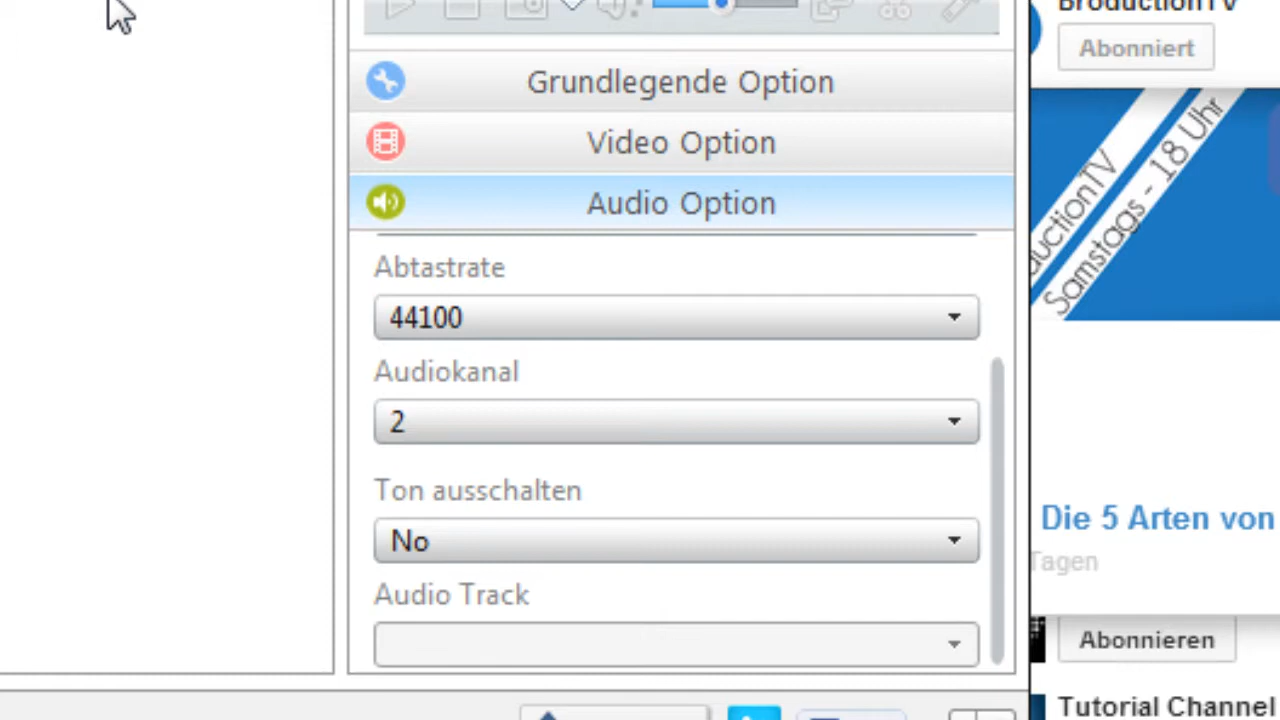 BroductionTV
Abonniert
Grundlegende Option
Video Option
Audio Option
Samstags - 18 Uhr
Abtastrate
44100
Audiokanal
2
Ton ausschalten
No
Audio Track
Die 5 Arten von
Tagen
Abonnieren
Tutorial Channel